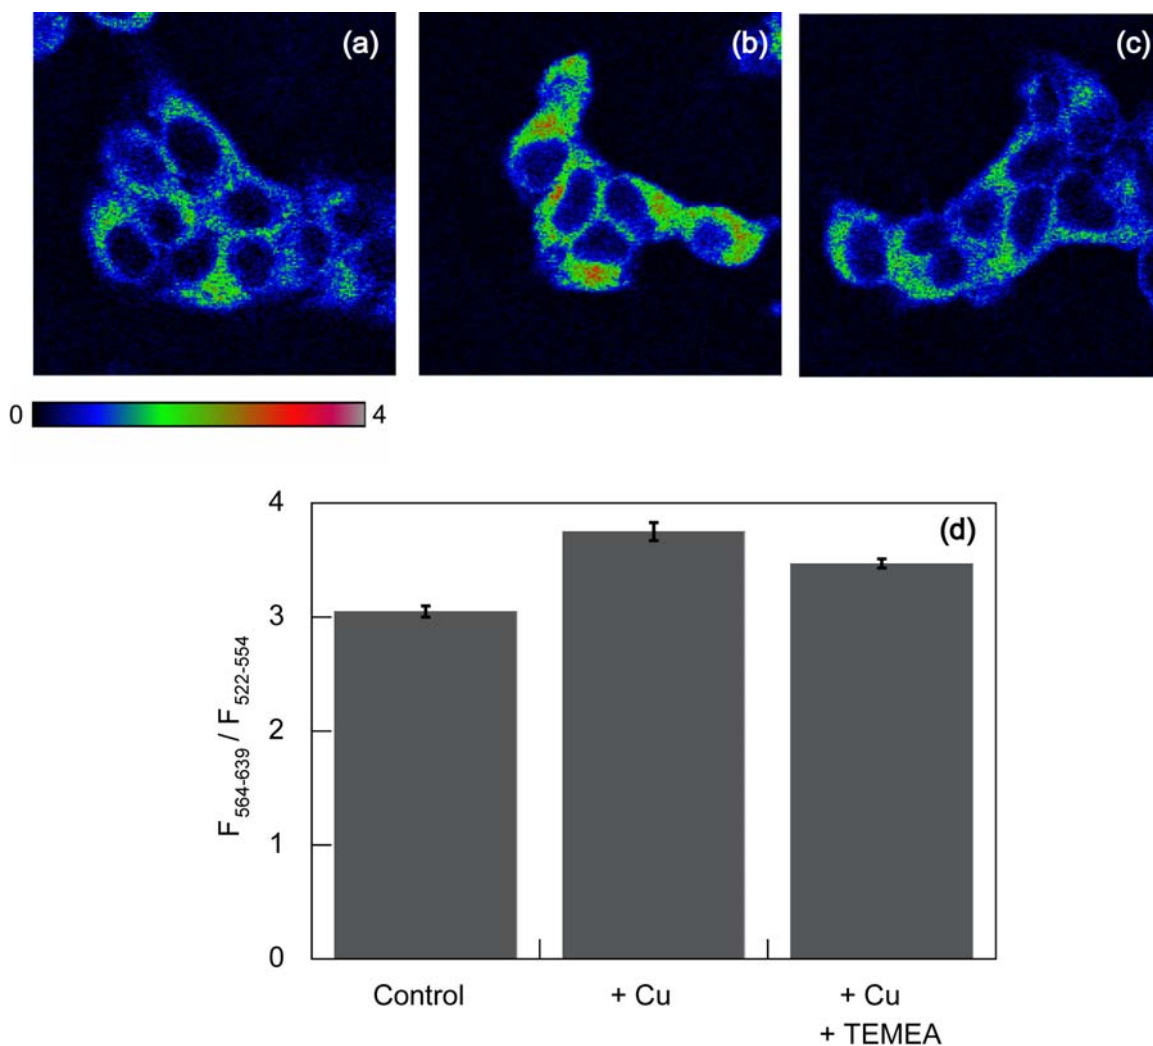 (a)
(b)
(c)
0
4
(d)
4
3
2
1
0
F564-639 / F522-554
Control
+ Cu
+ Cu
+ TEMEA